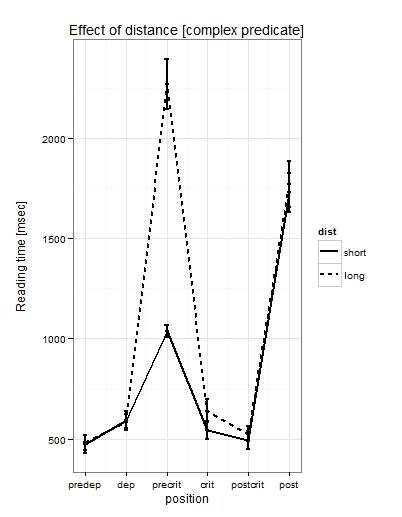 Effect of distance [complex predicate]
2000
1500
1000
500
Reading time [msec]
predep dep precrit crit postcrit post
position
dist
short
long